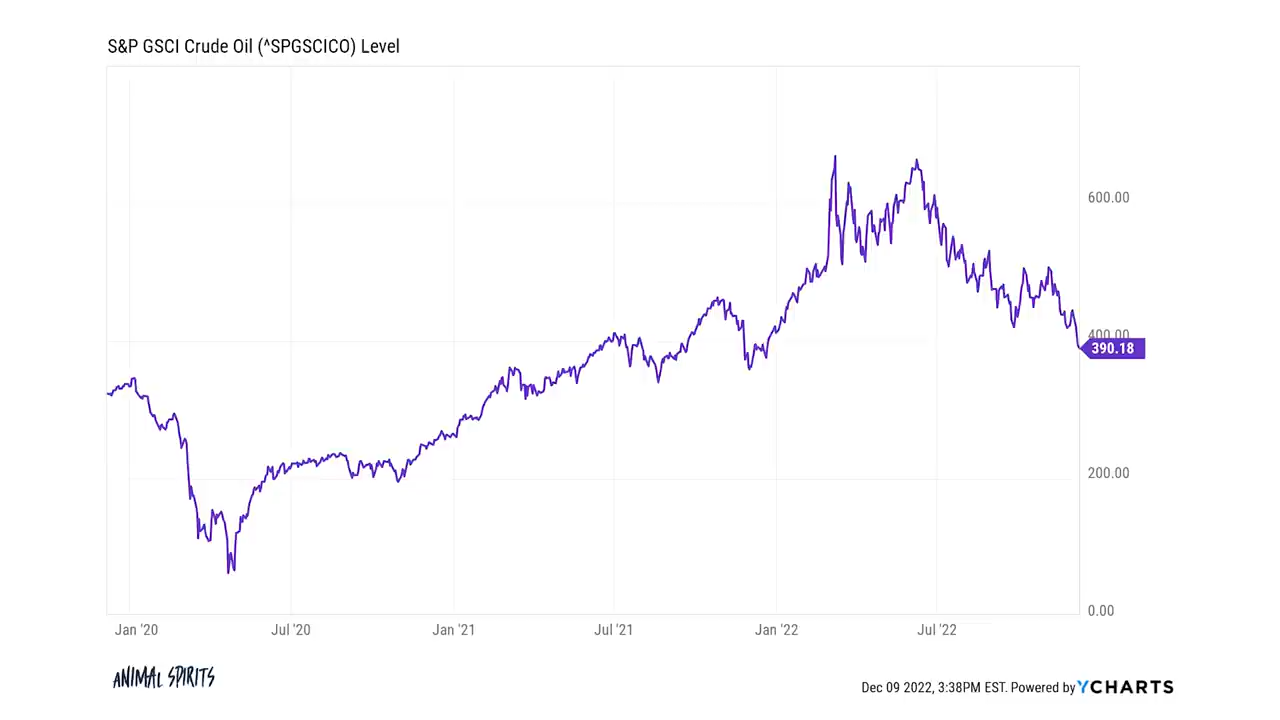 S&P GSCI Crude Oil (^SPGSCICO) Level
600.00
400.00
390.18
200.00
0.00
Jan '20 Jul '20 Jan '21 Jul '21 Jan '22 Jul '22
ANIMAL SPIRITS
Dec 09 2022, 3:38PM EST. Powered by YCHARTS